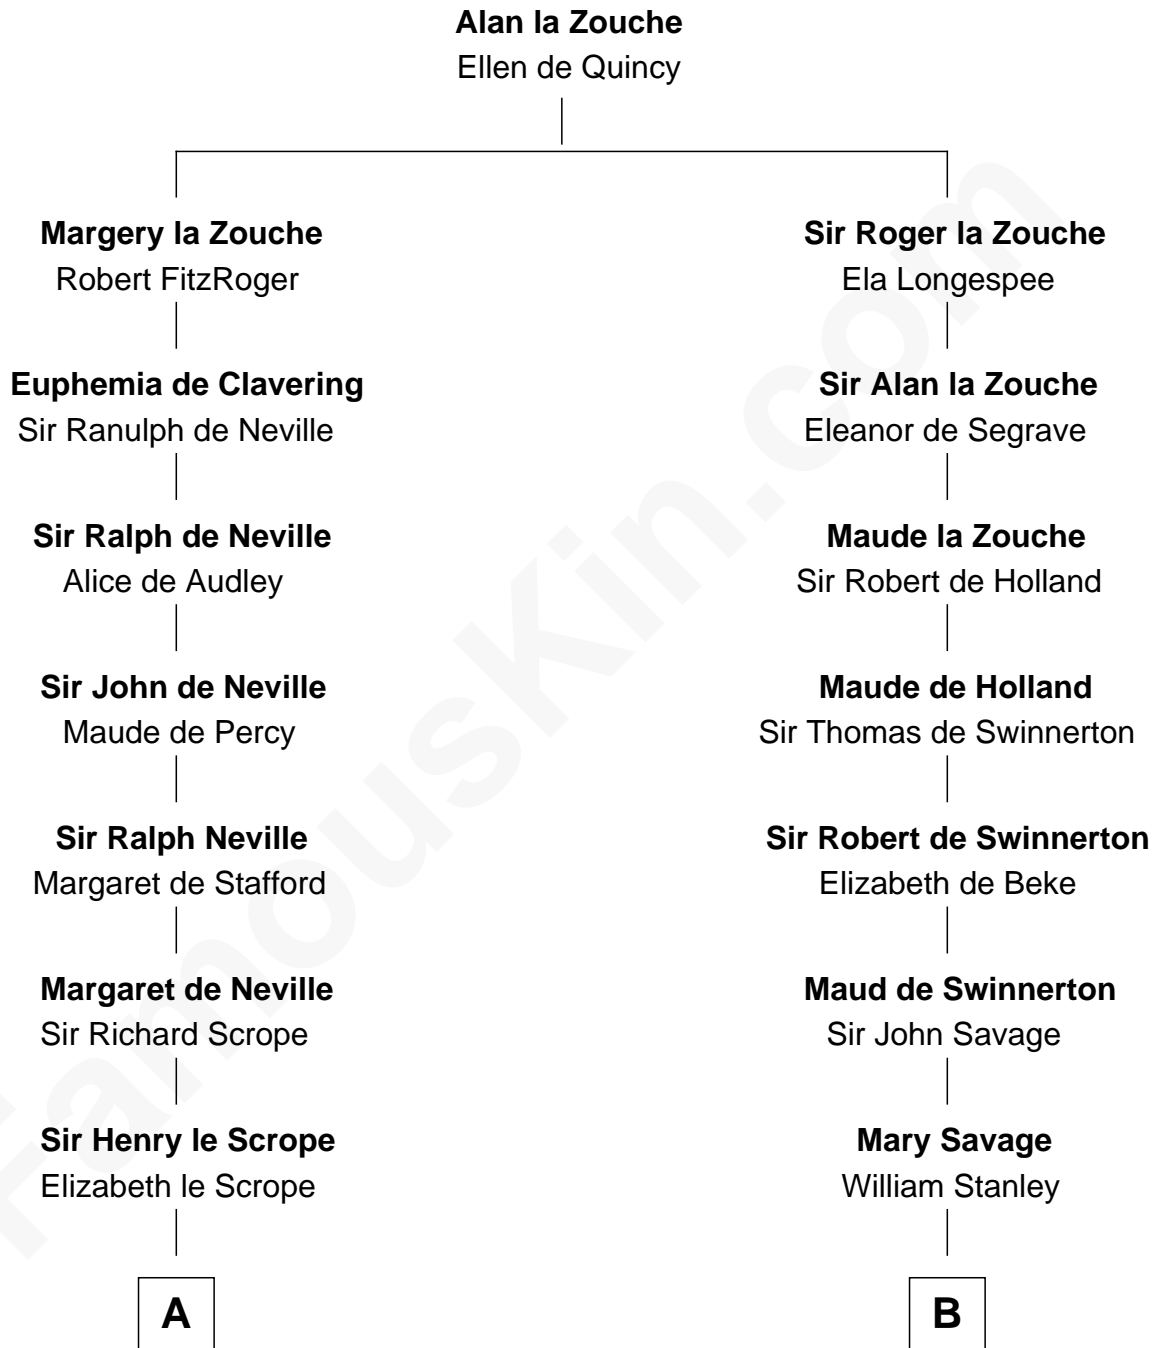 Alan la Zouche
Ellen de Quincy
Margery la Zouche
Robert FitzRoger
Sir Roger la Zouche
Ela Longespee
Euphemia de Clavering
Sir Ranulph de Neville
Sir Alan la Zouche
Eleanor de Segrave
Sir Ralph de Neville
Alice de Audley
Maude la Zouche
Sir Robert de Holland
Sir John de Neville
Maude de Percy
Maude de Holland
Sir Thomas de Swinnerton
Sir Ralph Neville
Margaret de Stafford
Sir Robert de Swinnerton
Elizabeth de Beke
Margaret de Neville
Sir Richard Scrope
Maud de Swinnerton
Sir John Savage
Sir Henry le Scrope
Elizabeth le Scrope
Mary Savage
William Stanley
A
B
FamousKin.com